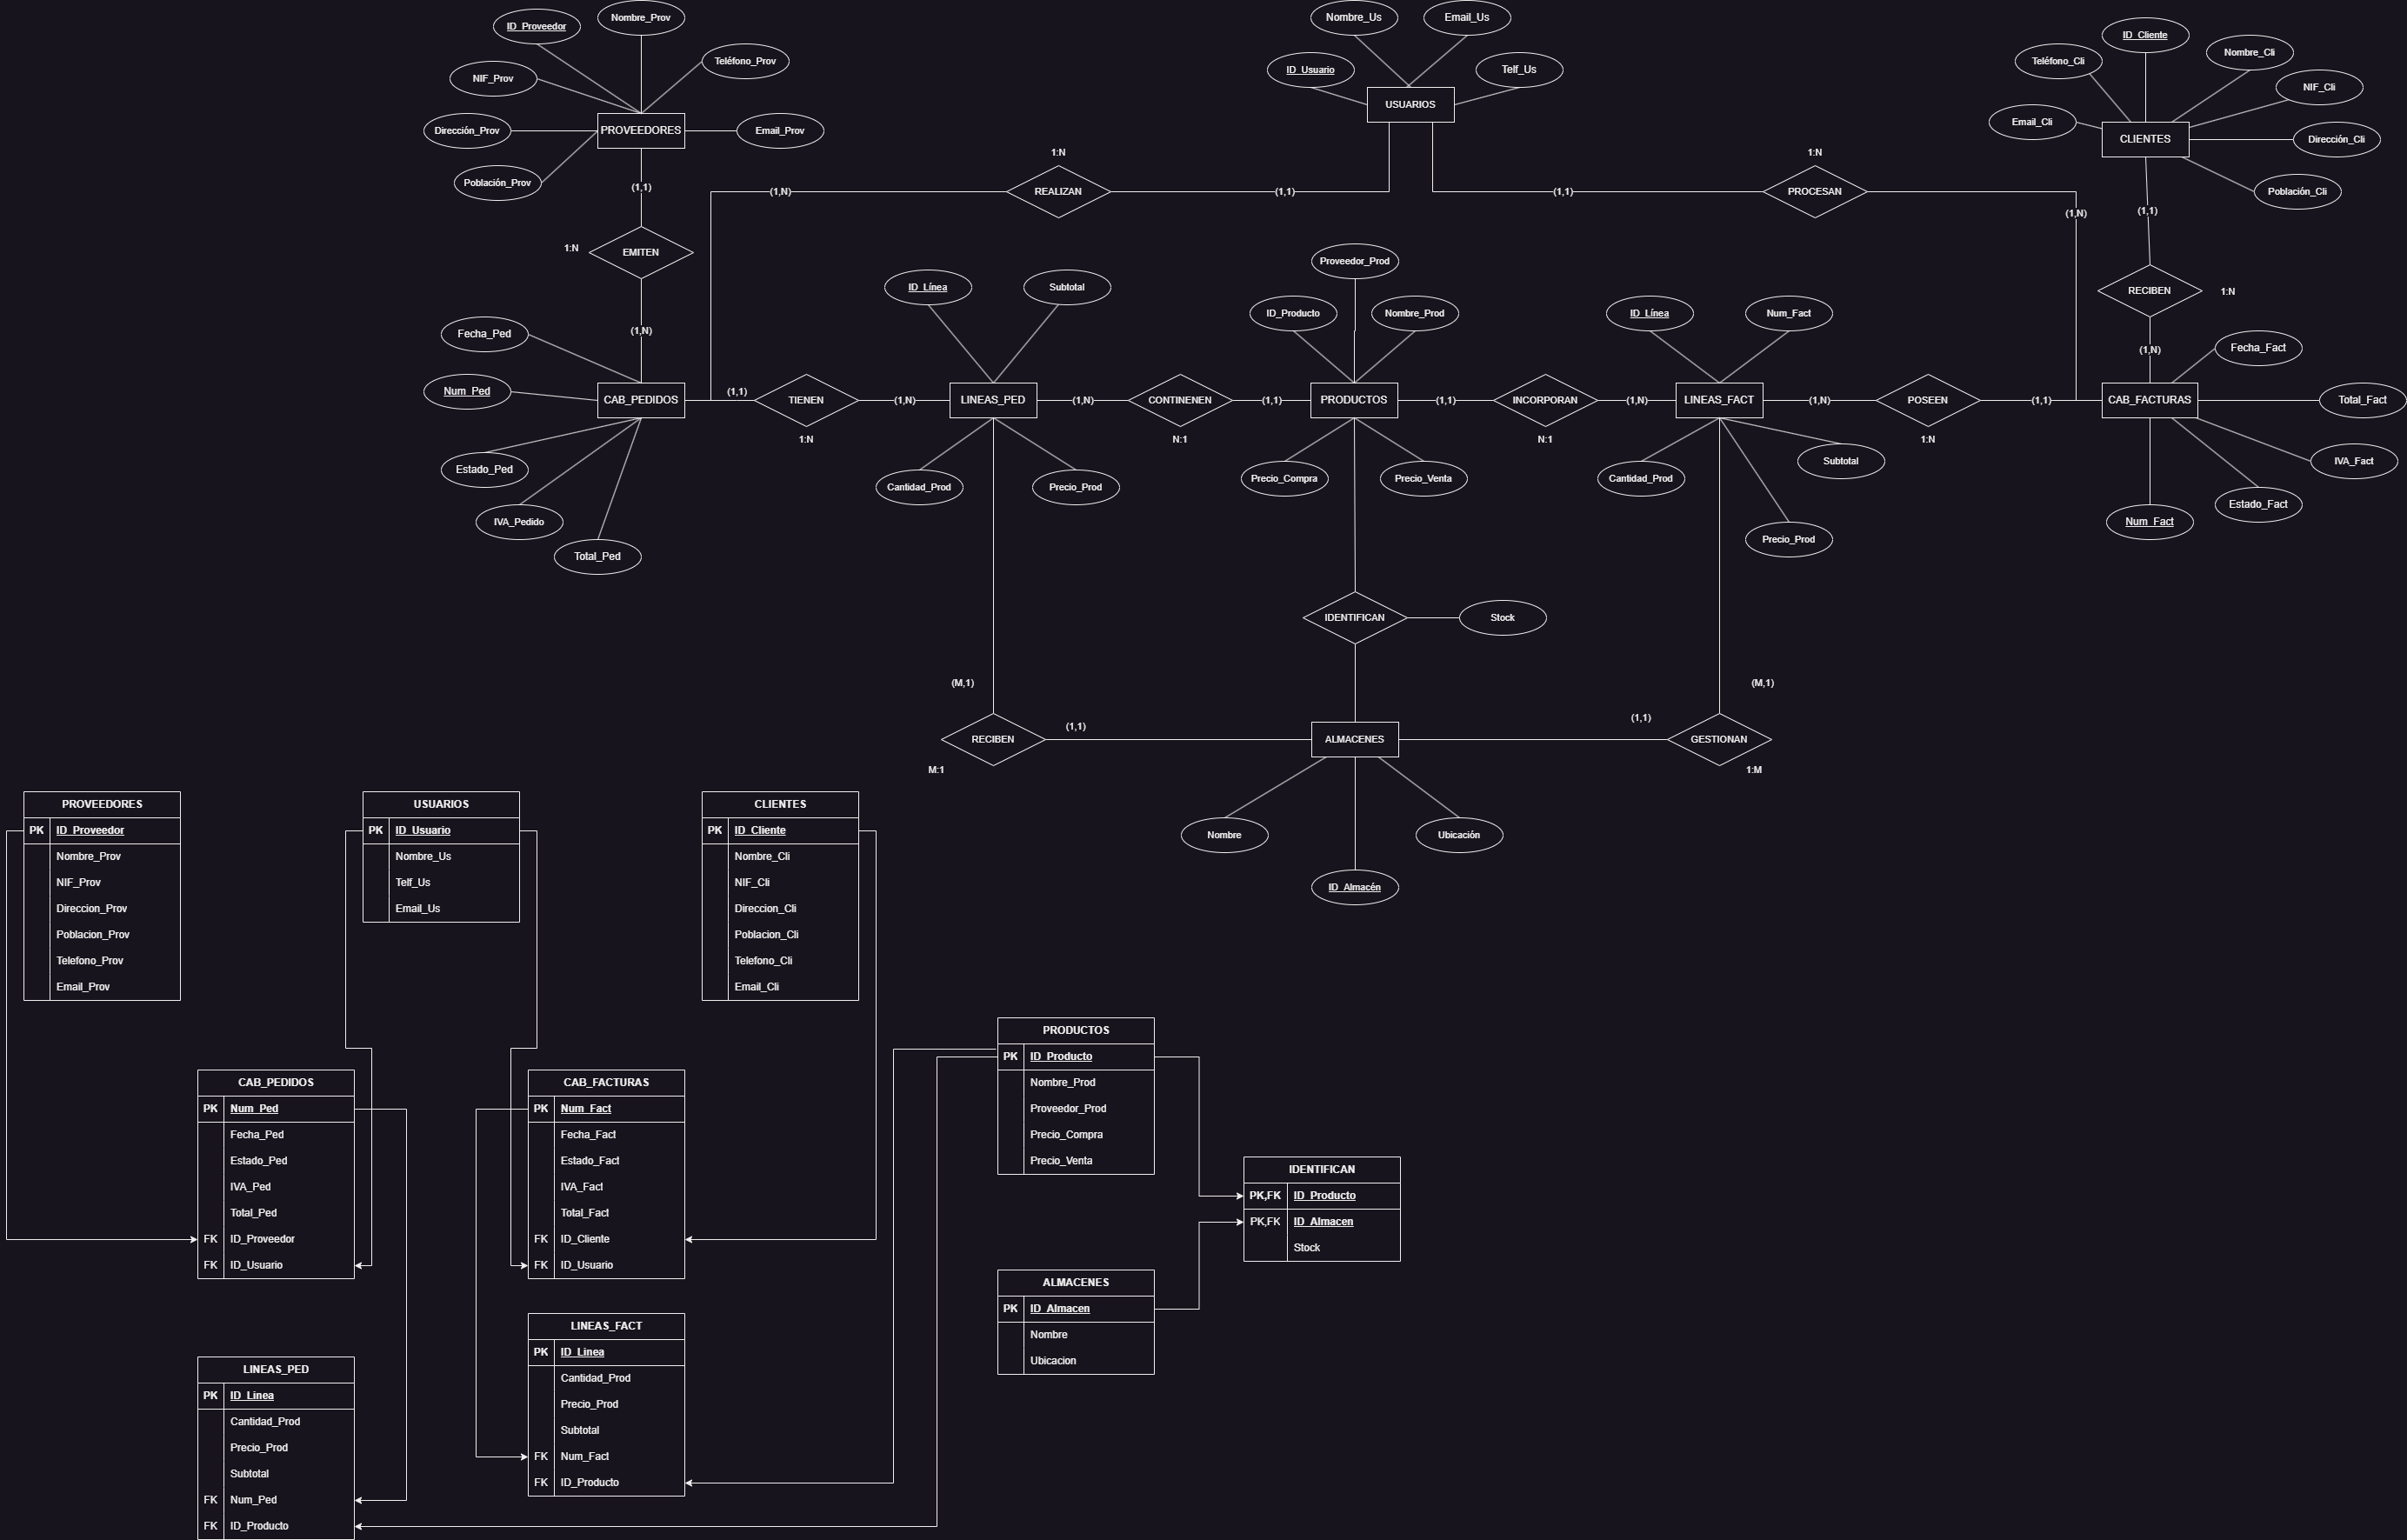 Nombre_Prov
ID_Proveedor
Teléfono_Prov
NIF_Prov
Dirección_Prov
PROVEEDORES
Email_Prov
Población_Prov
(1,1)
1:N
EMITEN
(1,N)
Nombre_Us
Email_Us
ID_Usuario
Telf_Us
USUARIOS
1:N
(1,N)
REALIZAN
(1,1)
1:N
(1,1)
PROCESAN
(1,N)
ID_Cliente
Teléfono_Cli
Nombre_Cli
NIF_Cli
Email_Cli
CLIENTES
Dirección_Cli
Población_Cli
(1,1)
RECIBEN
1:N
(1,N)
Fecha_Ped
Num_Ped
CAB_PEDIDOS
Estado_Ped
IVA_Pedido
Total_Ped
(1,1)
TIENEN
1:N
(1,N)
ID_Línea
Subtotal
LINEAS_PED
Cantidad_Prod
Precio_Prod
(1,N)
CONTINENEN
N:1
(1,1)
Proveedor_Prod
ID_Producto
Nombre_Prod
PRODUCTOS
Precio_Compra
Precio_Venta
(1,1)
INCORPORAN
N:1
(1,N)
ID_Línea
Num_Fact
LINEAS_FACT
Cantidad_Prod
Subtotal
Precio_Prod
(1,N)
POSEEN
1:N
(1,1)
Fecha_Fact
CAB_FACTURAS
Total_Fact
IVA_Fact
Estado_Fact
Num_Fact
IDENTIFICAN
Stock
(M,1)
(M,1)
RECIBEN
(1,1)
M:1
ALMACENES
(1,1)
GESTIONAN
1:M
Nombre
Ubicación
ID_Almacén
PROVEEDORES
PK ID_Proveedor
Nombre_Prov
NIF_Prov
Direccion_Prov
Poblacion_Prov
Telefono_Prov
Email_Prov
USUARIOS
PK ID_Usuario
Nombre_Us
Telf_Us
Email_Us
CLIENTES
PK ID_Cliente
Nombre_Cli
NIF_Cli
Direccion_Cli
Poblacion_Cli
Telefono_Cli
Email_Cli
CAB_PEDIDOS
PK Num_Ped
Fecha_Ped
Estado_Ped
IVA_Ped
Total_Ped
FK ID_Proveedor
FK ID_Usuario
CAB_FACTURAS
PK Num_Fact
Fecha_Fact
Estado_Fact
IVA_Fact
Total_Fact
FK ID_Cliente
FK ID_Usuario
PRODUCTOS
PK ID_Producto
Nombre_Prod
Proveedor_Prod
Precio_Compra
Precio_Venta
IDENTIFICAN
PK,FK ID_Producto
PK,FK ID_Almacen
Stock
ALMACENES
PK ID_Almacen
Nombre
Ubicacion
LINEAS_FACT
PK ID_Linea
Cantidad_Prod
Precio_Prod
Subtotal
FK Num_Fact
FK ID_Producto
LINEAS_PED
PK ID_Linea
Cantidad_Prod
Precio_Prod
Subtotal
FK Num_Ped
FK ID_Producto